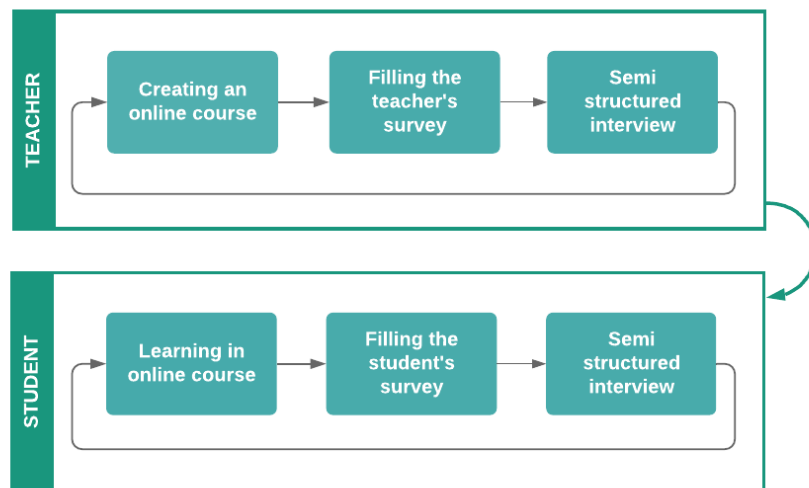 TEACHER
Creating an
online course
Filling the
teacher's
survey
Semi
structured
interview
STUDENT
Learning in
online course
Filling the
student's
survey
Semi
structured
interview